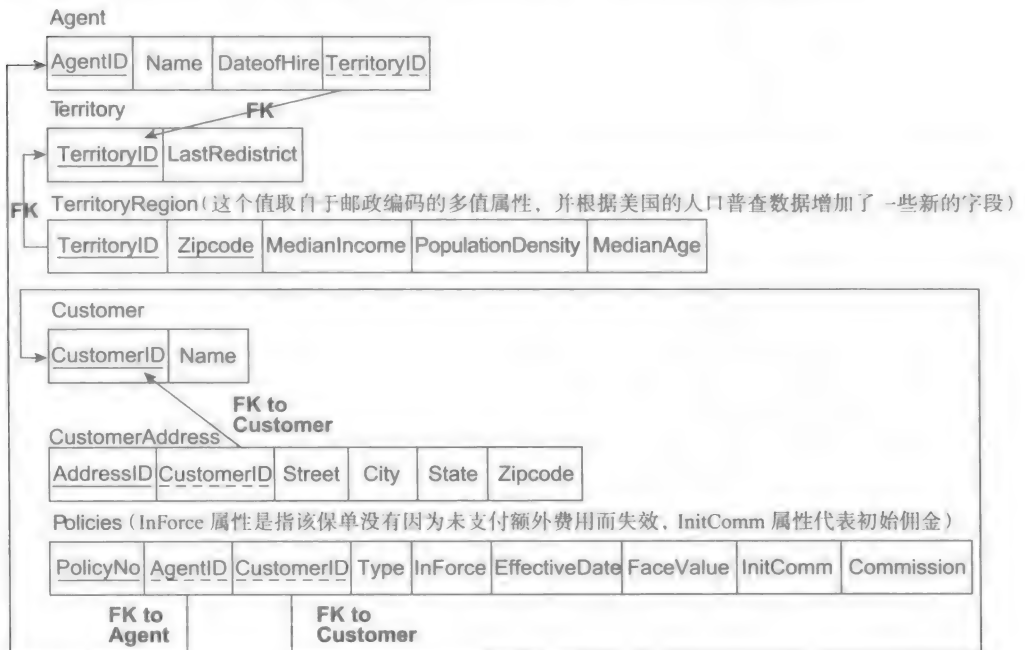 Agent
AgentID Name DateofHire TerritoryID
Territory FK
TerritoryID LastRedistrict
FK TerritoryRegion(这个值取自于邮政编码的多值属性,并根据美国的人口普查数据增加了一些新的字段)
TerritoryID Zipcode MedianIncome PopulationDensity MedianAge
Customer
CustomerID Name
FK to
Customer
CustomerAddress
AddressID CustomerID Street City State Zipcode
Policies(InForce 属性是指该保单没有因为未支付额外费用而失效,InitComm 属性代表初始佣金)
PolicyNo AgentID CustomerID Type InForce EffectiveDate FaceValue InitComm Commission
FK to FK to
Agent Customer